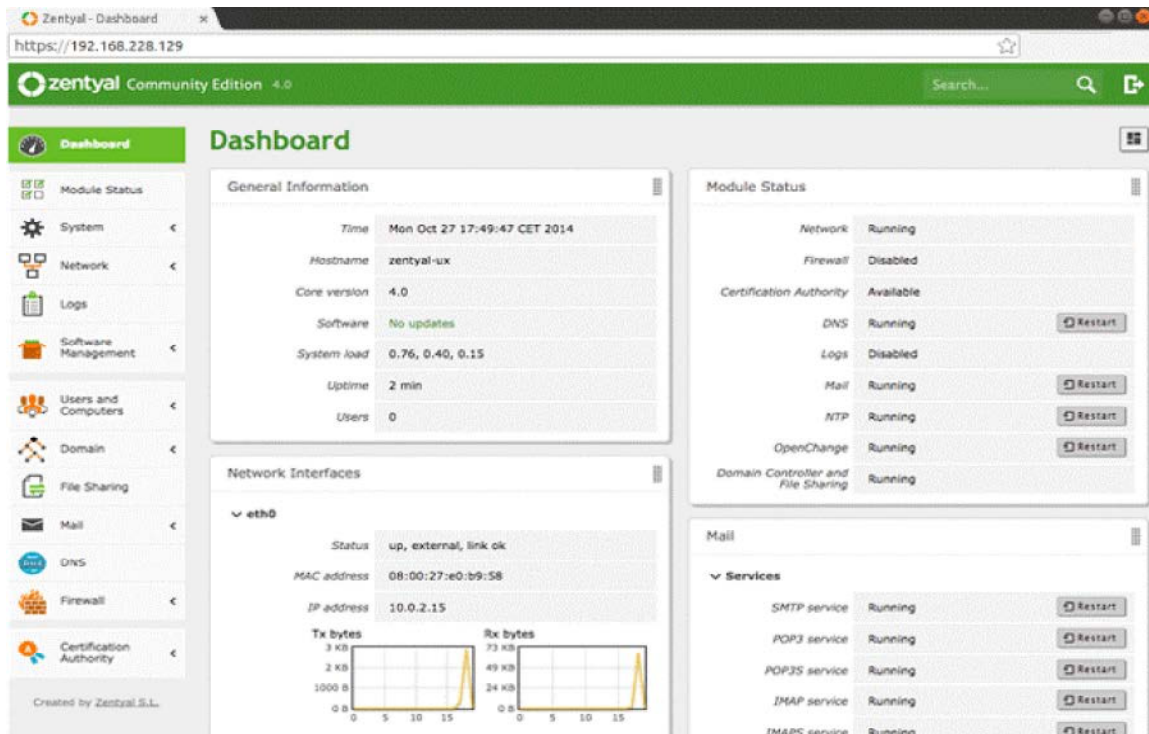 Zentyal - Dashboard
https://192.168.228.129
zentyal Community Edition 4.0
Search...
Dashboard
Module Status
System
Network
Logs
Software
Management
Users and
Computers
Domain
File Sharing
Mail
DNS
Firewall
Certification
Authority
Created by Zentyal S.L.
Dashboard
General Information
Time Mon Oct 27 17:49:47 CET 2014
Hostname zentyal-ux
Core version 4.0
Software No updates
System load 0.76, 0.40, 0.15
Uptime 2 min
Users 0
Network Interfaces
eth0
Status up, external, link ok
MAC address 08:00:27:e0:b9:58
IP address 10.0.2.15
Tx bytes
3 KB
2 KB
1000 B
0 B
0 5 10 15
Rx bytes
73 KB
49 KB
24 KB
0 B
0 5 10 15
Module Status
Network Running
Firewall Disabled
Certification Authority Available
DNS Running Restart
Logs Disabled
Mail Running Restart
NTP Running Restart
OpenChange Running Restart
Domain Controller and
File Sharing Running
Mail
Services
SMTP service Running Restart
POP3 service Running Restart
POP3S service Running Restart
IMAP service Running Restart
IMAPS service Running Restart